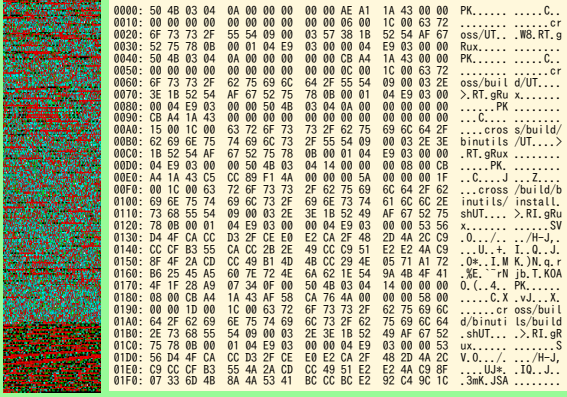 0000: 50 4B 03 04 0A 00 00 00 00 00 AE A1 1A 43 00 00 PK...... .....C..
0010: 00 00 00 00 00 00 00 00 00 00 06 00 1C 00 63 72 ........ ......cr
0020: 6F 73 73 2F 55 54 09 00 03 57 38 1B 52 54 AF 67 oss/UT.. .W8.RT.g
0030: 52 75 78 0B 00 01 04 E9 03 00 00 04 E9 03 00 00 Rux..... ........
0040: 50 4B 03 04 0A 00 00 00 00 00 CB A4 1A 43 00 00 PK...... .....C..
0050: 00 00 00 00 00 00 00 00 00 00 0C 00 1C 00 63 72 ........ ......cr
0060: 6F 73 73 2F 62 75 69 6C 64 2F 55 54 09 00 03 2E oss/buil d/UT....
0070: 3E 1B 52 54 AF 67 52 75 78 0B 00 01 04 E9 03 00 >.RT.gRu x.......
0080: 00 04 E9 03 00 00 50 4B 03 04 0A 00 00 00 00 00 ......PK ........
0090: CB A4 1A 43 00 00 00 00 00 00 00 00 00 00 00 00 ...C.... ........
00A0: 15 00 1C 00 63 72 6F 73 73 2F 62 75 69 6C 64 2F ....cros s/build/
00B0: 62 69 6E 75 74 69 6C 73 2F 55 54 09 00 03 2E 3E binutils /UT....>
00C0: 1B 52 54 AF 67 52 75 78 0B 00 01 04 E9 03 00 00 .RT.gRux ........
00D0: 04 E9 03 00 00 50 4B 03 04 14 00 00 00 08 00 CB .....PK. ........
00E0: A4 1A 43 C5 CC 89 F1 4A 00 00 00 5A 00 00 00 1F ..C....J ...Z....
00F0: 00 1C 00 63 72 6F 73 73 2F 62 75 69 6C 64 2F 62 ...cross /build/b
0100: 69 6E 75 74 69 6C 73 2F 69 6E 73 74 61 6C 6C 2E inutils/ install.
0110: 73 68 55 54 09 00 03 2E 3E 1B 52 49 AF 67 52 75 shUT.... >.RI.gRu
0120: 78 0B 00 01 04 E9 03 00 00 04 E9 03 00 00 53 56 x....... ......SV
0130: D4 4F CA CC D3 2F CE E0 E2 CA 2F 48 2D 4A 2C C9 .O.../.. ../H-J,.
0140: CC CF B3 55 CA CC 2B 2E 49 CC C9 51 E2 E2 4A C9 ...U..+. I..Q..J.
0150: 8F 4F 2A CD CC 49 B1 4D 4B CC 29 4E 05 71 A1 72 .O*..I.M K.)N.q.r
0160: B6 25 45 A5 60 7E 72 4E 6A 62 1E 54 9A 4B 4F 41 .%E.`~rN jb.T.KOA
0170: 4F 1F 28 A9 07 34 0F 00 50 4B 03 04 14 00 00 00 O.(..4.. PK......
0180: 08 00 CB A4 1A 43 AF 58 CA 76 4A 00 00 00 58 00 .....C.X .vJ...X.
0190: 00 00 1D 00 1C 00 63 72 6F 73 73 2F 62 75 69 6C ......cr oss/buil
01A0: 64 2F 62 69 6E 75 74 69 6C 73 2F 62 75 69 6C 64 d/binuti ls/build
01B0: 2E 73 68 55 54 09 00 03 2E 3E 1B 52 49 AF 67 52 .shUT... .>.RI.gR
01C0: 75 78 0B 00 01 04 E9 03 00 00 04 E9 03 00 00 53 ux...... .......S
01D0: 56 D4 4F CA CC D3 2F CE E0 E2 CA 2F 48 2D 4A 2C V.O.../. .../H-J,
01E0: C9 CC CF B3 55 4A 2A CD CC 49 51 E2 E2 4A C9 8F ....UJ*. .IQ..J..
01F0: 07 33 6D 4B 8A 4A 53 41 BC CC BC E2 92 C4 9C 1C .3mK.JSA ........